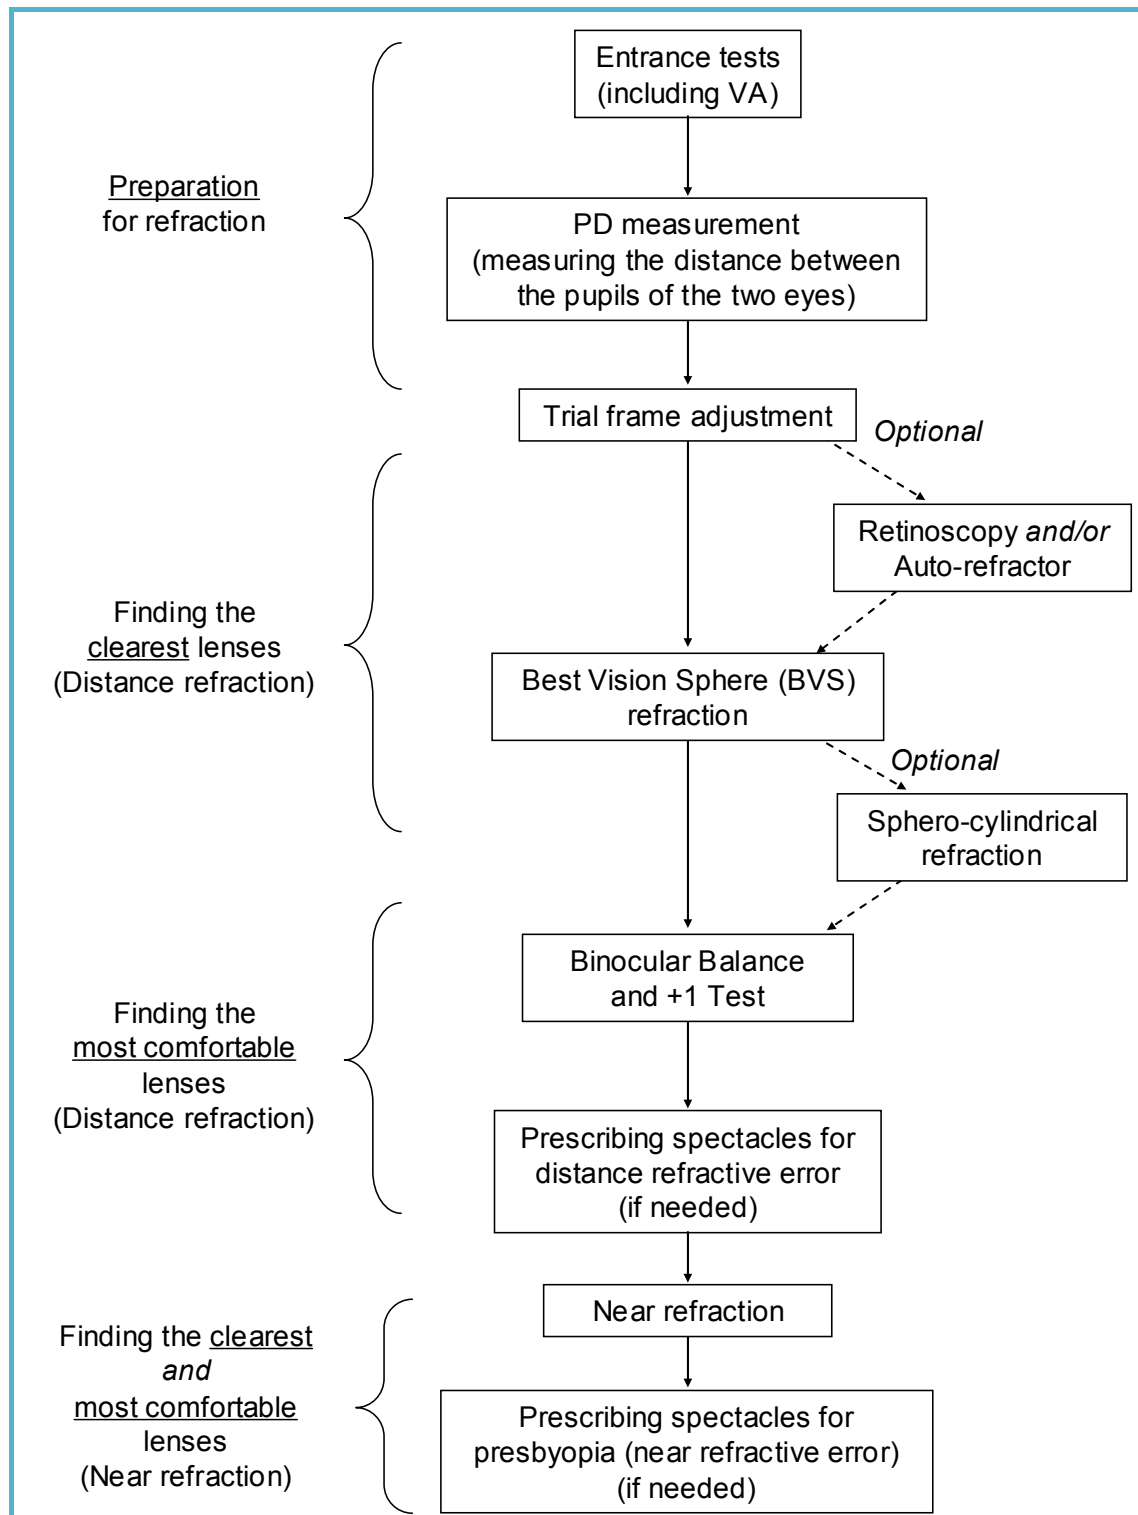 Entrance tests
(including VA)
Preparation
for refraction
PD measurement
(measuring the distance between
the pupils of the two eyes)
Trial frame adjustment
Optional
Retinoscopy and/or
Auto-refractor
Finding the
clearest lenses
(Distance refraction)
Best Vision Sphere (BVS)
refraction
Optional
Sphero-cylindrical
refraction
Binocular Balance
and +1 Test
Finding the
most comfortable
lenses
(Distance refraction)
Prescribing spectacles for
distance refractive error
(if needed)
Near refraction
Finding the clearest
and
most comfortable
lenses
(Near refraction)
Prescribing spectacles for
presbyopia (near refractive error)
(if needed)